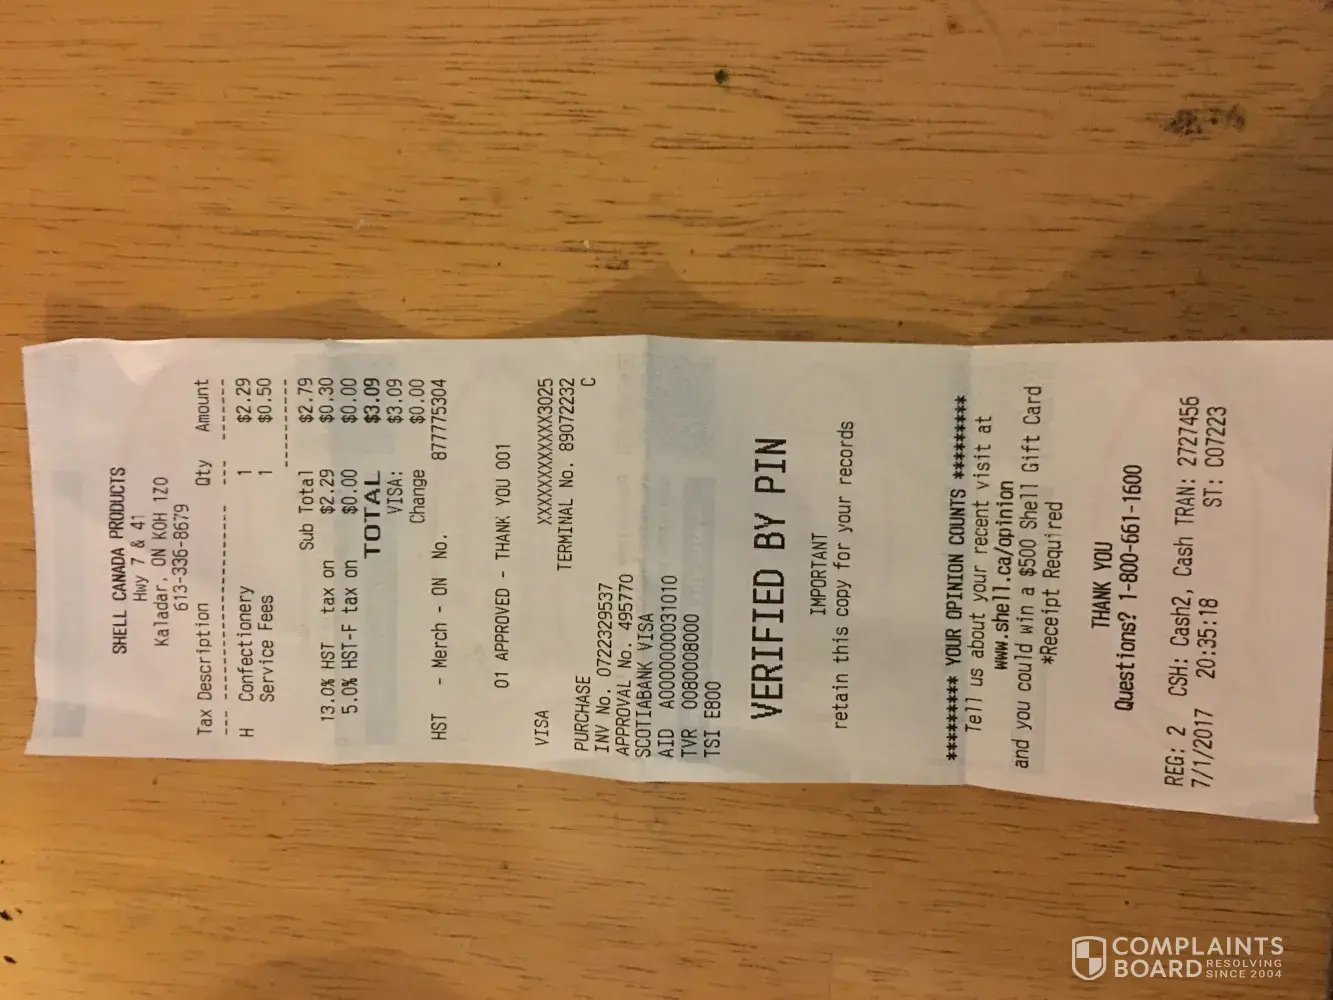 SHELL CANADA PRODUCTS
Hwy 7 & 41
Kaladar, ON KOH 1Z0
613-336-8679
Tax Description Qty Amount
--- -------------------- --- -------
H Confectionery 1 $2.29
Service Fees 1 $0.50
----------
Sub Total $2.79
13.0% HST tax on $2.29 $0.30
5.0% HST-F tax on $0.00 $0.00
TOTAL $3.09
VISA: $3.09
Change $0.00
HST - Merch - ON No. 877775304
01 APPROVED - THANK YOU 001
VISA XXXXXXXXXXXX3025
TERMINAL No. 89072232
PURCHASE C
INV No. 0722329537
APPROVAL No. 495770
SCOTIABANK VISA
AID A0000000031010
TVR 0080008000
TSI E800
VERIFIED BY PIN
IMPORTANT
retain this copy for your records
********* YOUR OPINION COUNTS *********
Tell us about your recent visit at
www.shell.ca/opinion
and you could win a $500 Shell Gift Card
*Receipt Required
THANK YOU
Questions? 1-800-661-1600
REG: 2 CSH: Cash2, Cash TRAN: 2727456
7/1/2017 20:35:18 ST: C07223
COMPLAINTS
BOARD RESOLVING
SINCE 2004